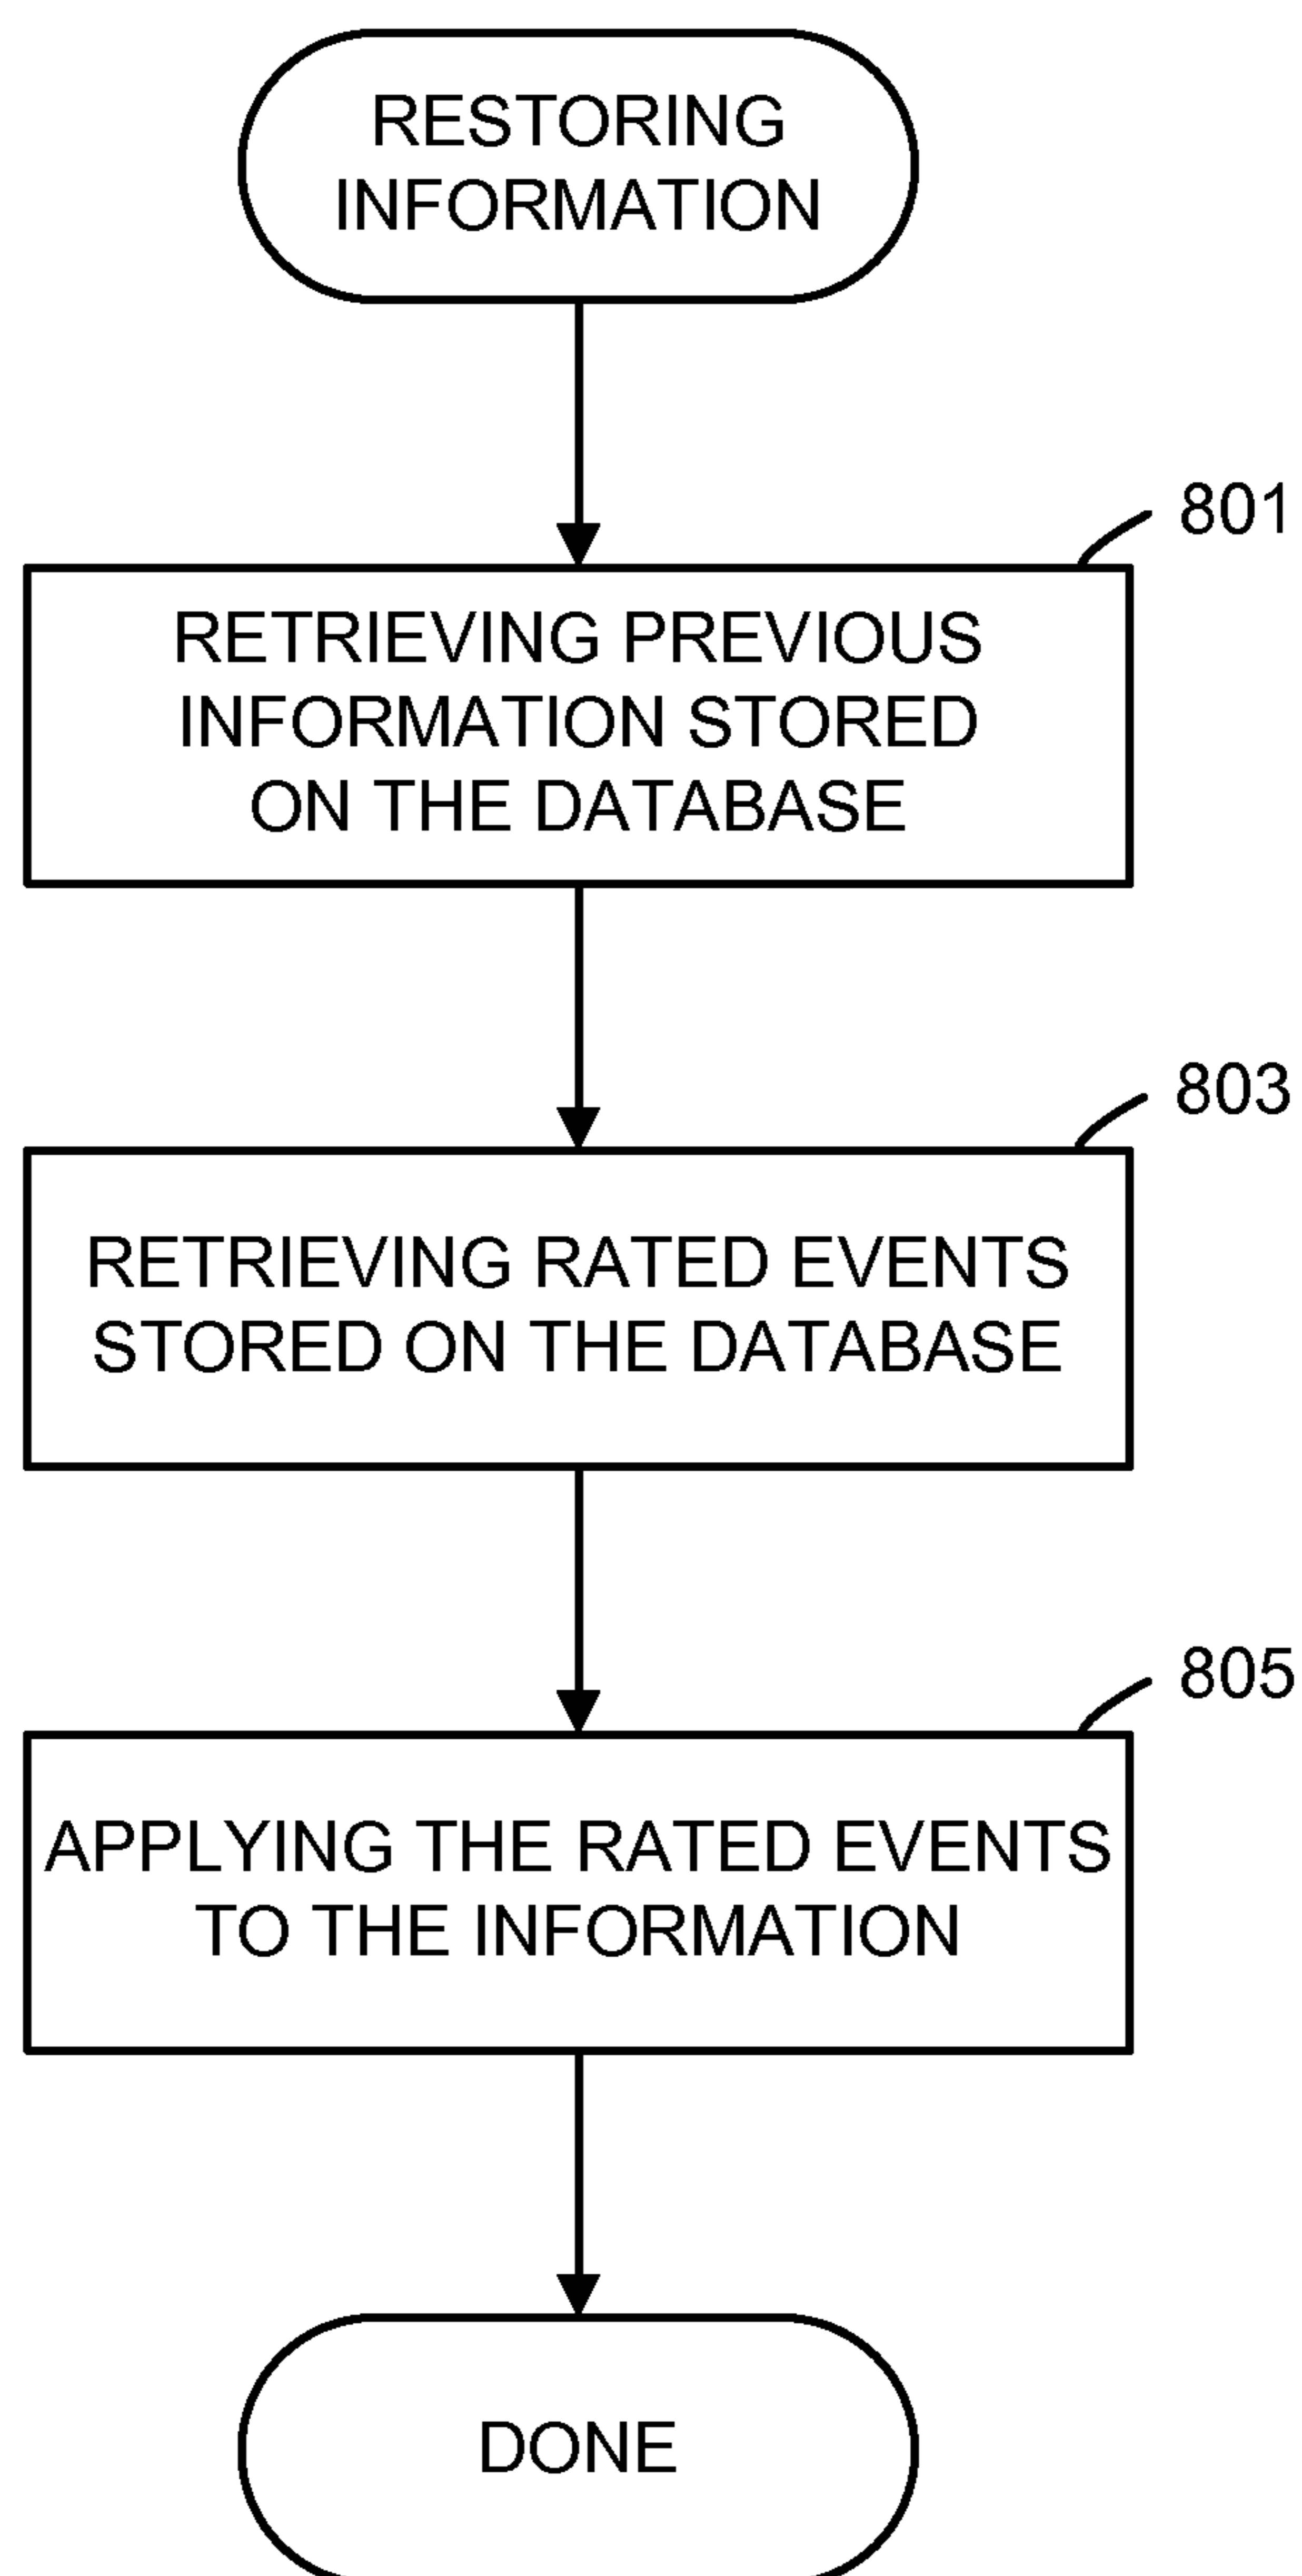 RESTORING
INFORMATION
801
RETRIEVING PREVIOUS
INFORMATION STORED
ON THE DATABASE
803
RETRIEVING RATED EVENTS
STORED ON THE DATABASE
805
APPLYING THE RATED EVENTS
TO THE INFORMATION
DONE